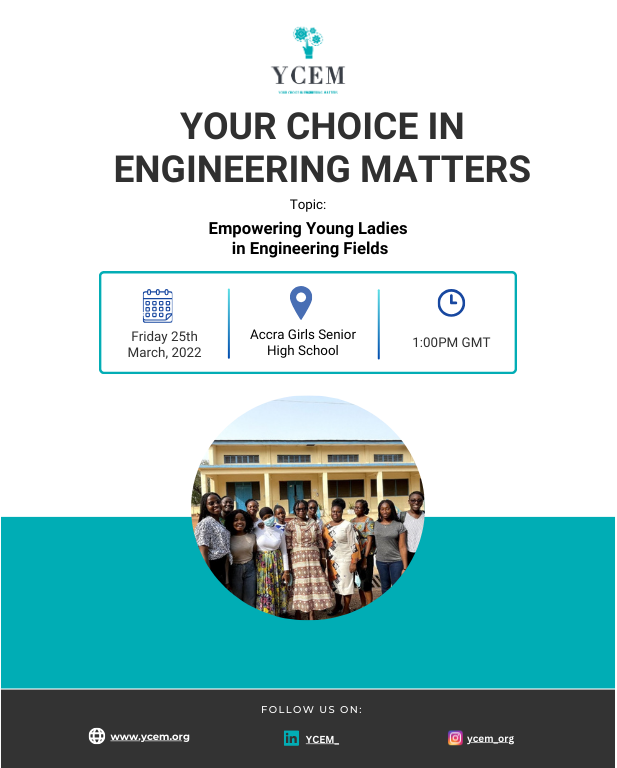 YCEM
YOUR CHOICE IN
ENGINEERING MATTERS
Topic:
Empowering Young Ladies
in Engineering Fields
Friday 25th
March, 2022
Accra Girls Senior
High School
1:00PM GMT
FOLLOW US ON:
www.ycem.org
YCEM_
ycem_org